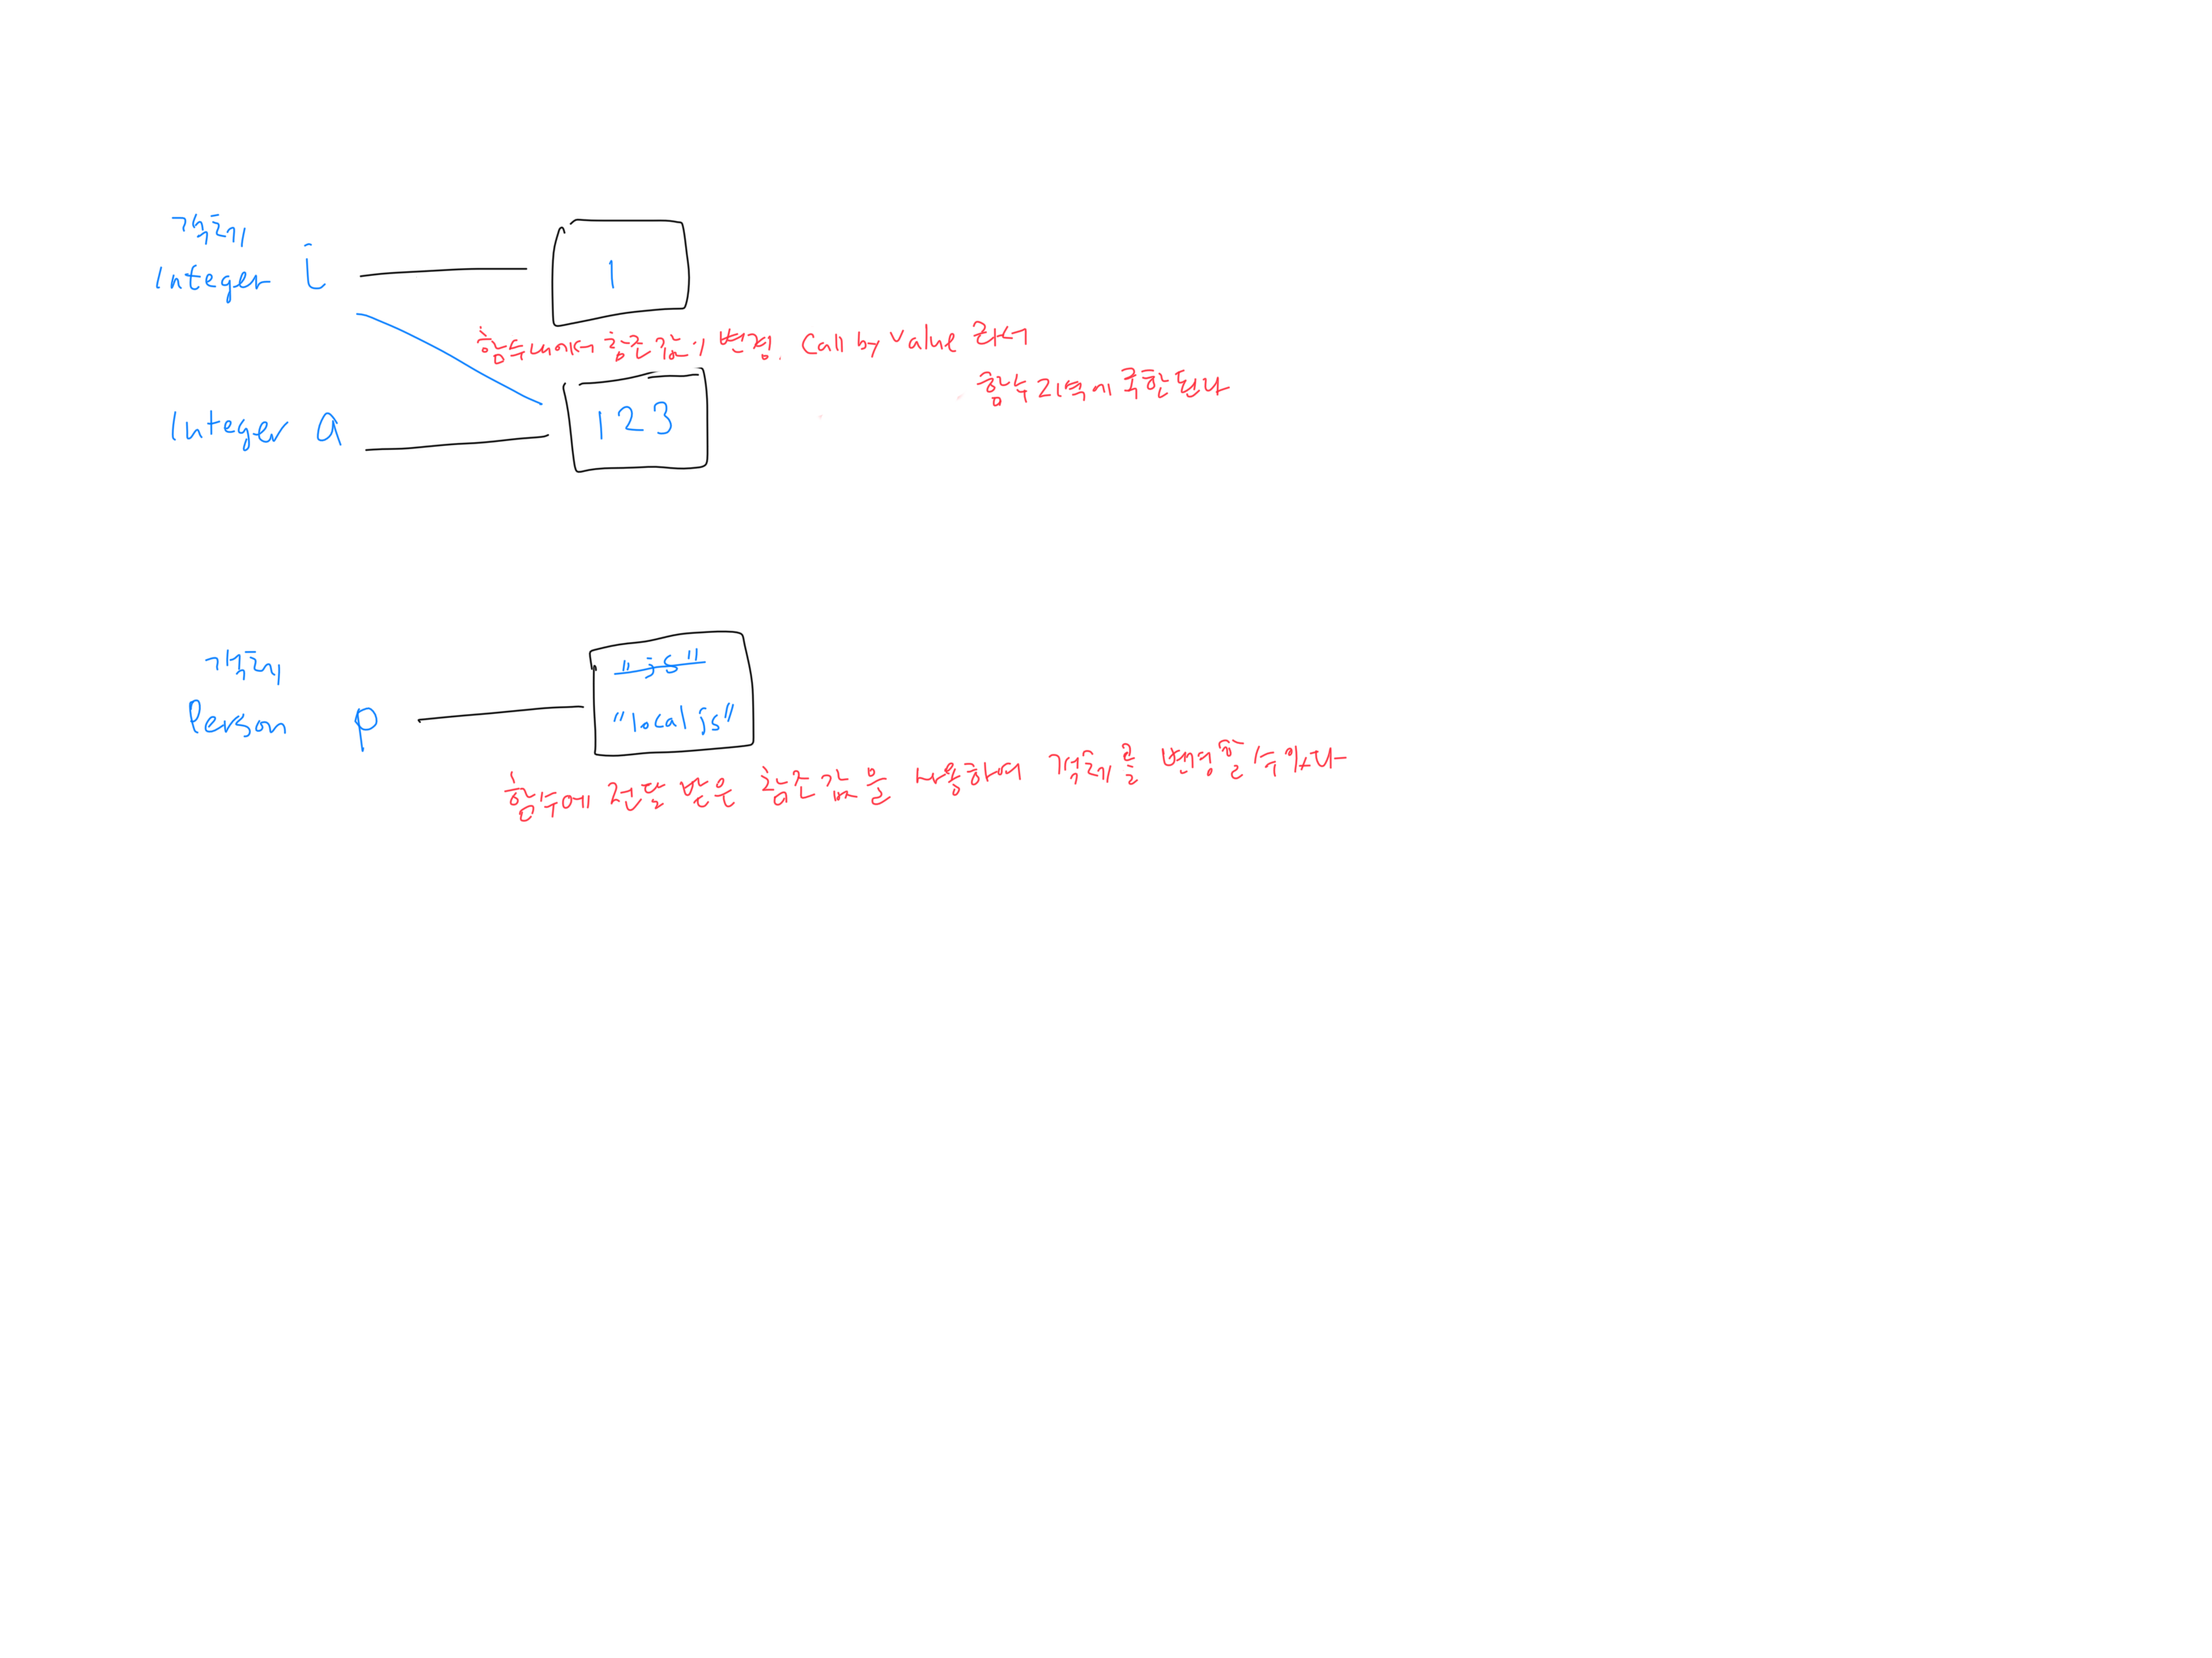 객체
Integer i
1
함수내에서 참조 값이 변경. Call by Value 라서
함수 지역에 국한된다
Integer a
123
객체
"js"
Person p
"local js"
함수에 전달 받은 참조값을 사용하여 객체를 변경할 수 있다